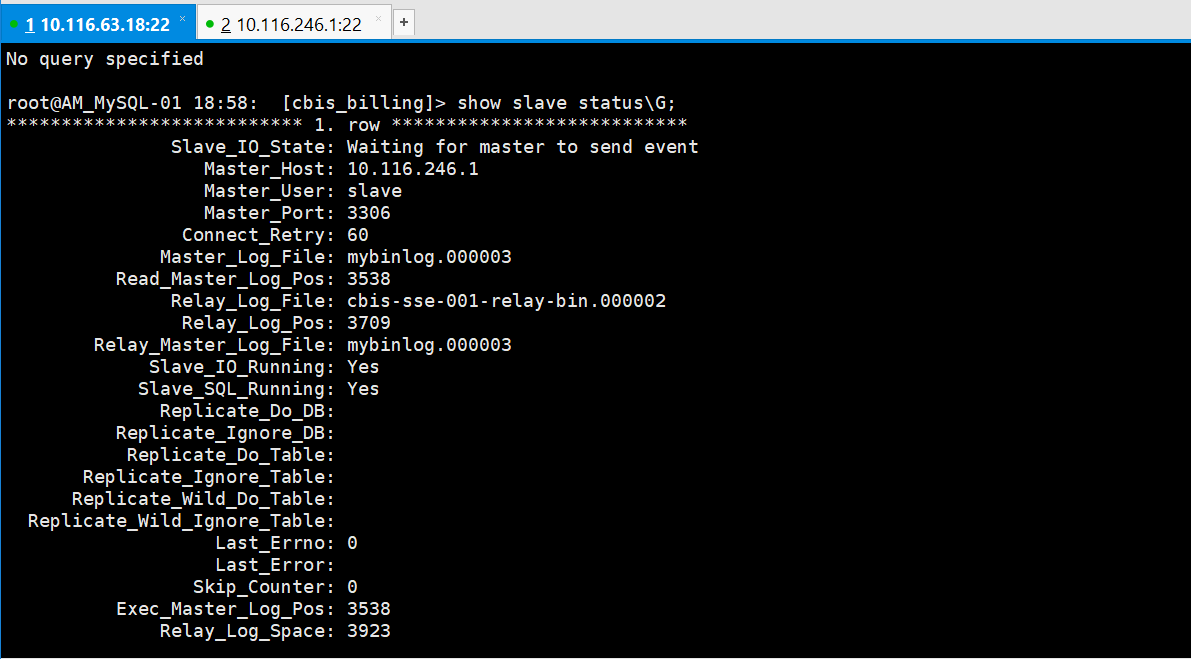 1 10.116.63.18:22 × 2 10.116.246.1:22 × +
No query specified
root@AM_MySQL-01 18:58:  [cbis_billing]> show slave status\G;
*************************** 1. row ***************************
Slave_IO_State: Waiting for master to send event
Master_Host: 10.116.246.1
Master_User: slave
Master_Port: 3306
Connect_Retry: 60
Master_Log_File: mybinlog.000003
Read_Master_Log_Pos: 3538
Relay_Log_File: cbis-sse-001-relay-bin.000002
Relay_Log_Pos: 3709
Relay_Master_Log_File: mybinlog.000003
Slave_IO_Running: Yes
Slave_SQL_Running: Yes
Replicate_Do_DB:
Replicate_Ignore_DB:
Replicate_Do_Table:
Replicate_Ignore_Table:
Replicate_Wild_Do_Table:
Replicate_Wild_Ignore_Table:
Last_Errno: 0
Last_Error:
Skip_Counter: 0
Exec_Master_Log_Pos: 3538
Relay_Log_Space: 3923